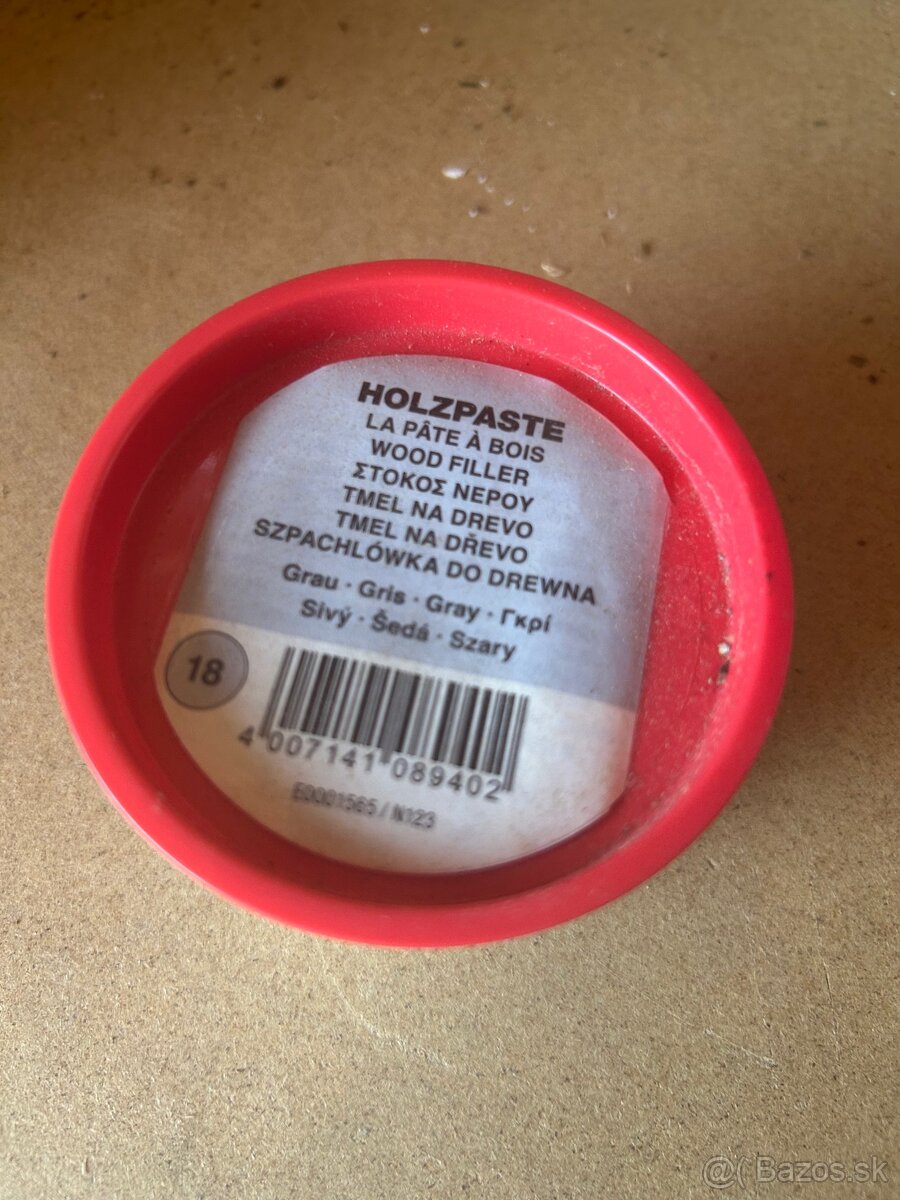 HOLZPASTE
LA PÂTE À BOIS
WOOD FILLER
ΣΤΟΚΟΣ ΝΕΡΟΥ
TMEL NA DREVO
TMEL NA DŘEVO
SZPACHLÓWKA DO DREWNA
Grau · Gris · Gray · Γκρί
Sivý · Šedá · Szary
18
4 007141 089402
E0001565 / N123
@( Bazos.sk